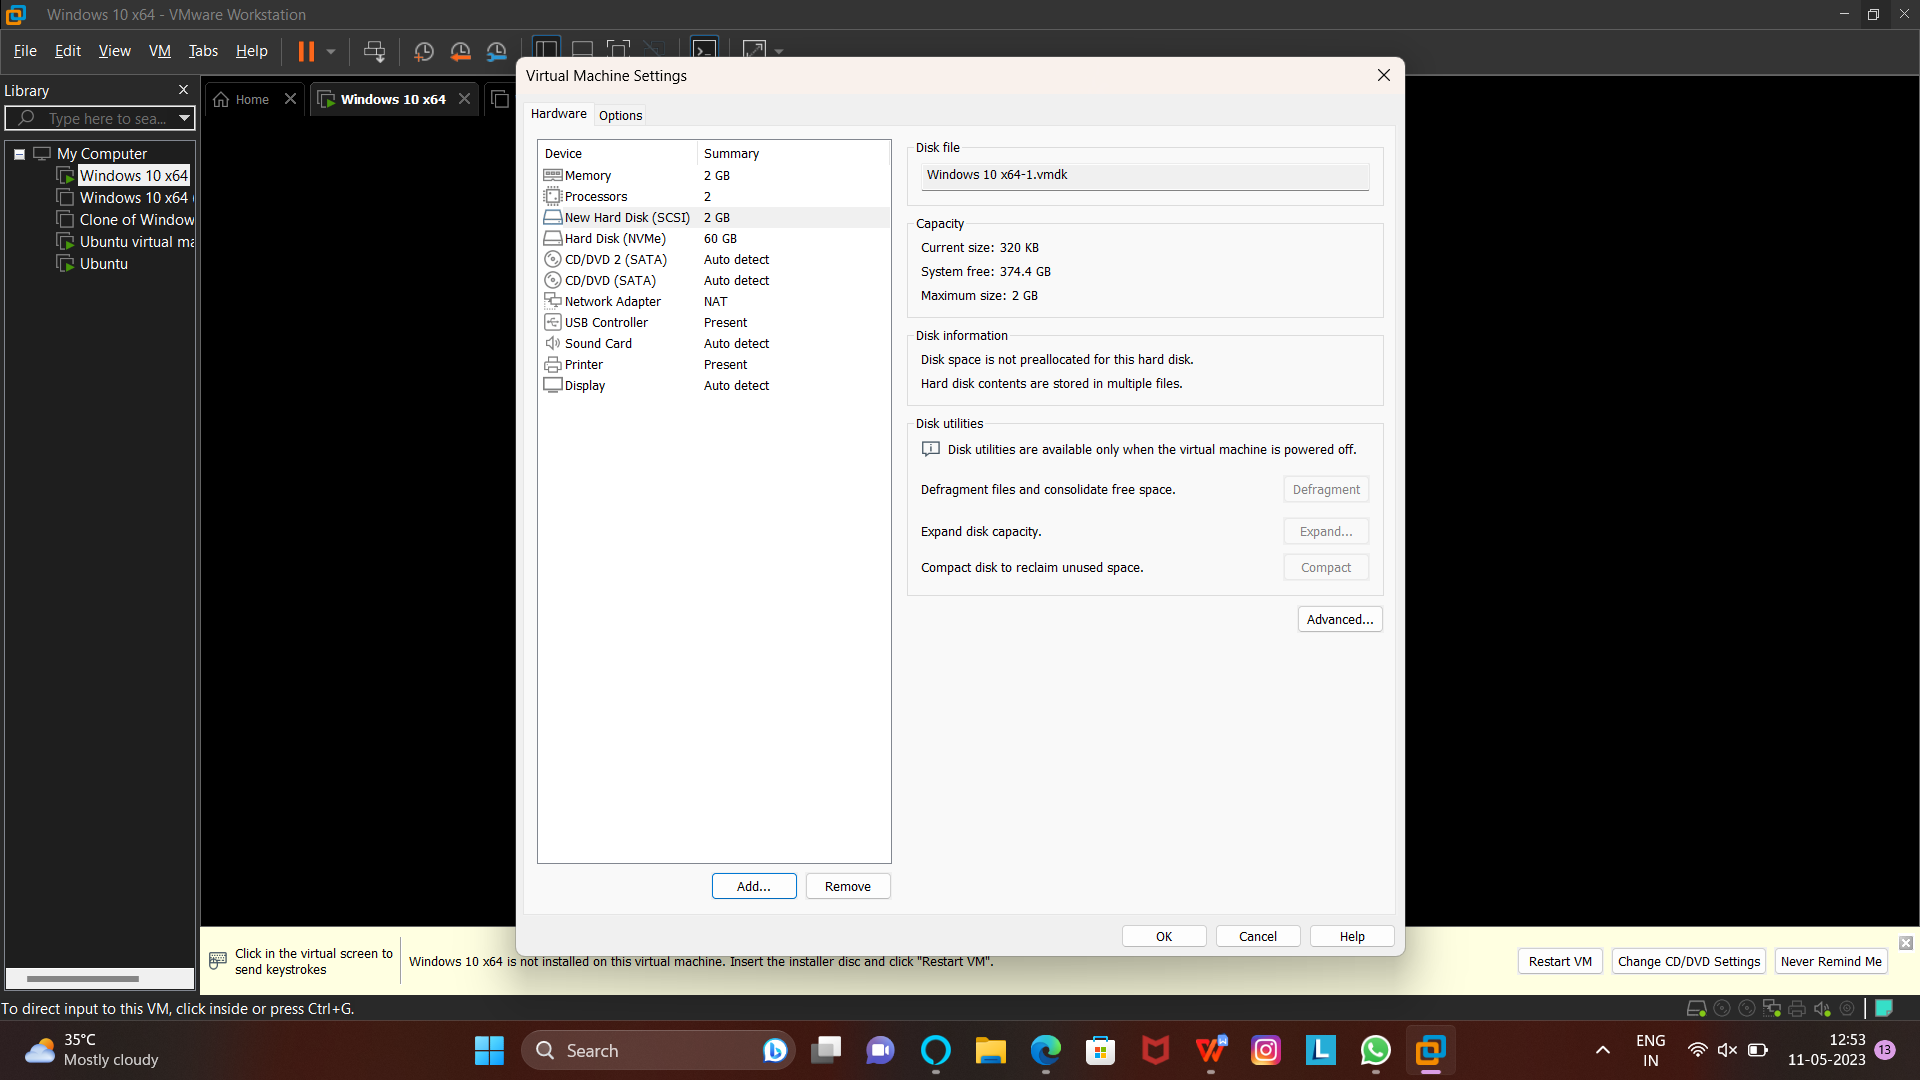 Windows 10 x64 - VMware Workstation
File Edit View VM Tabs Help
Library
Type here to sea...
My Computer
Windows 10 x64
Windows 10 x64
Clone of Window
Ubuntu virtual ma
Ubuntu
Home
Windows 10 x64
Virtual Machine Settings
Hardware Options
Device Summary
Memory 2 GB
Processors 2
New Hard Disk (SCSI) 2 GB
Hard Disk (NVMe) 60 GB
CD/DVD 2 (SATA) Auto detect
CD/DVD (SATA) Auto detect
Network Adapter NAT
USB Controller Present
Sound Card Auto detect
Printer Present
Display Auto detect
Add... Remove
Disk file
Windows 10 x64-1.vmdk
Capacity
Current size: 320 KB
System free: 374.4 GB
Maximum size: 2 GB
Disk information
Disk space is not preallocated for this hard disk.
Hard disk contents are stored in multiple files.
Disk utilities
Disk utilities are available only when the virtual machine is powered off.
Defragment files and consolidate free space. Defragment
Expand disk capacity. Expand...
Compact disk to reclaim unused space. Compact
Advanced...
OK Cancel Help
Click in the virtual screen to
send keystrokes
Windows 10 x64 is not installed on this virtual machine. Insert the installer disc and click "Restart VM".
Restart VM Change CD/DVD Settings Never Remind Me
To direct input to this VM, click inside or press Ctrl+G.
35°C
Mostly cloudy
Search
ENG
IN
12:53
11-05-2023
13